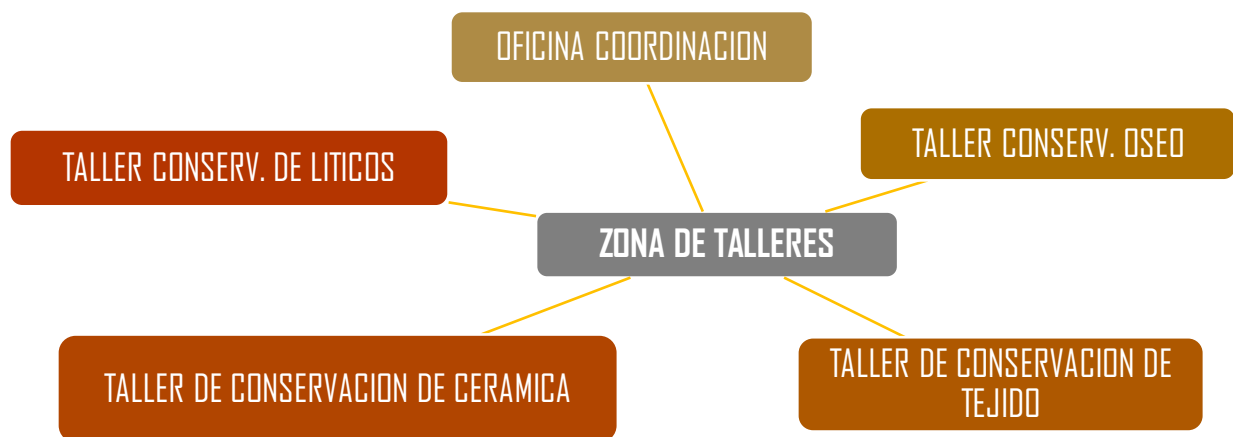 OFICINA COORDINACION
TALLER CONSERV. OSEO
TALLER CONSERV. DE LITICOS
ZONA DE TALLERES
TALLER DE CONSERVACION DE CERAMICA
TALLER DE CONSERVACION DE
TEJIDO